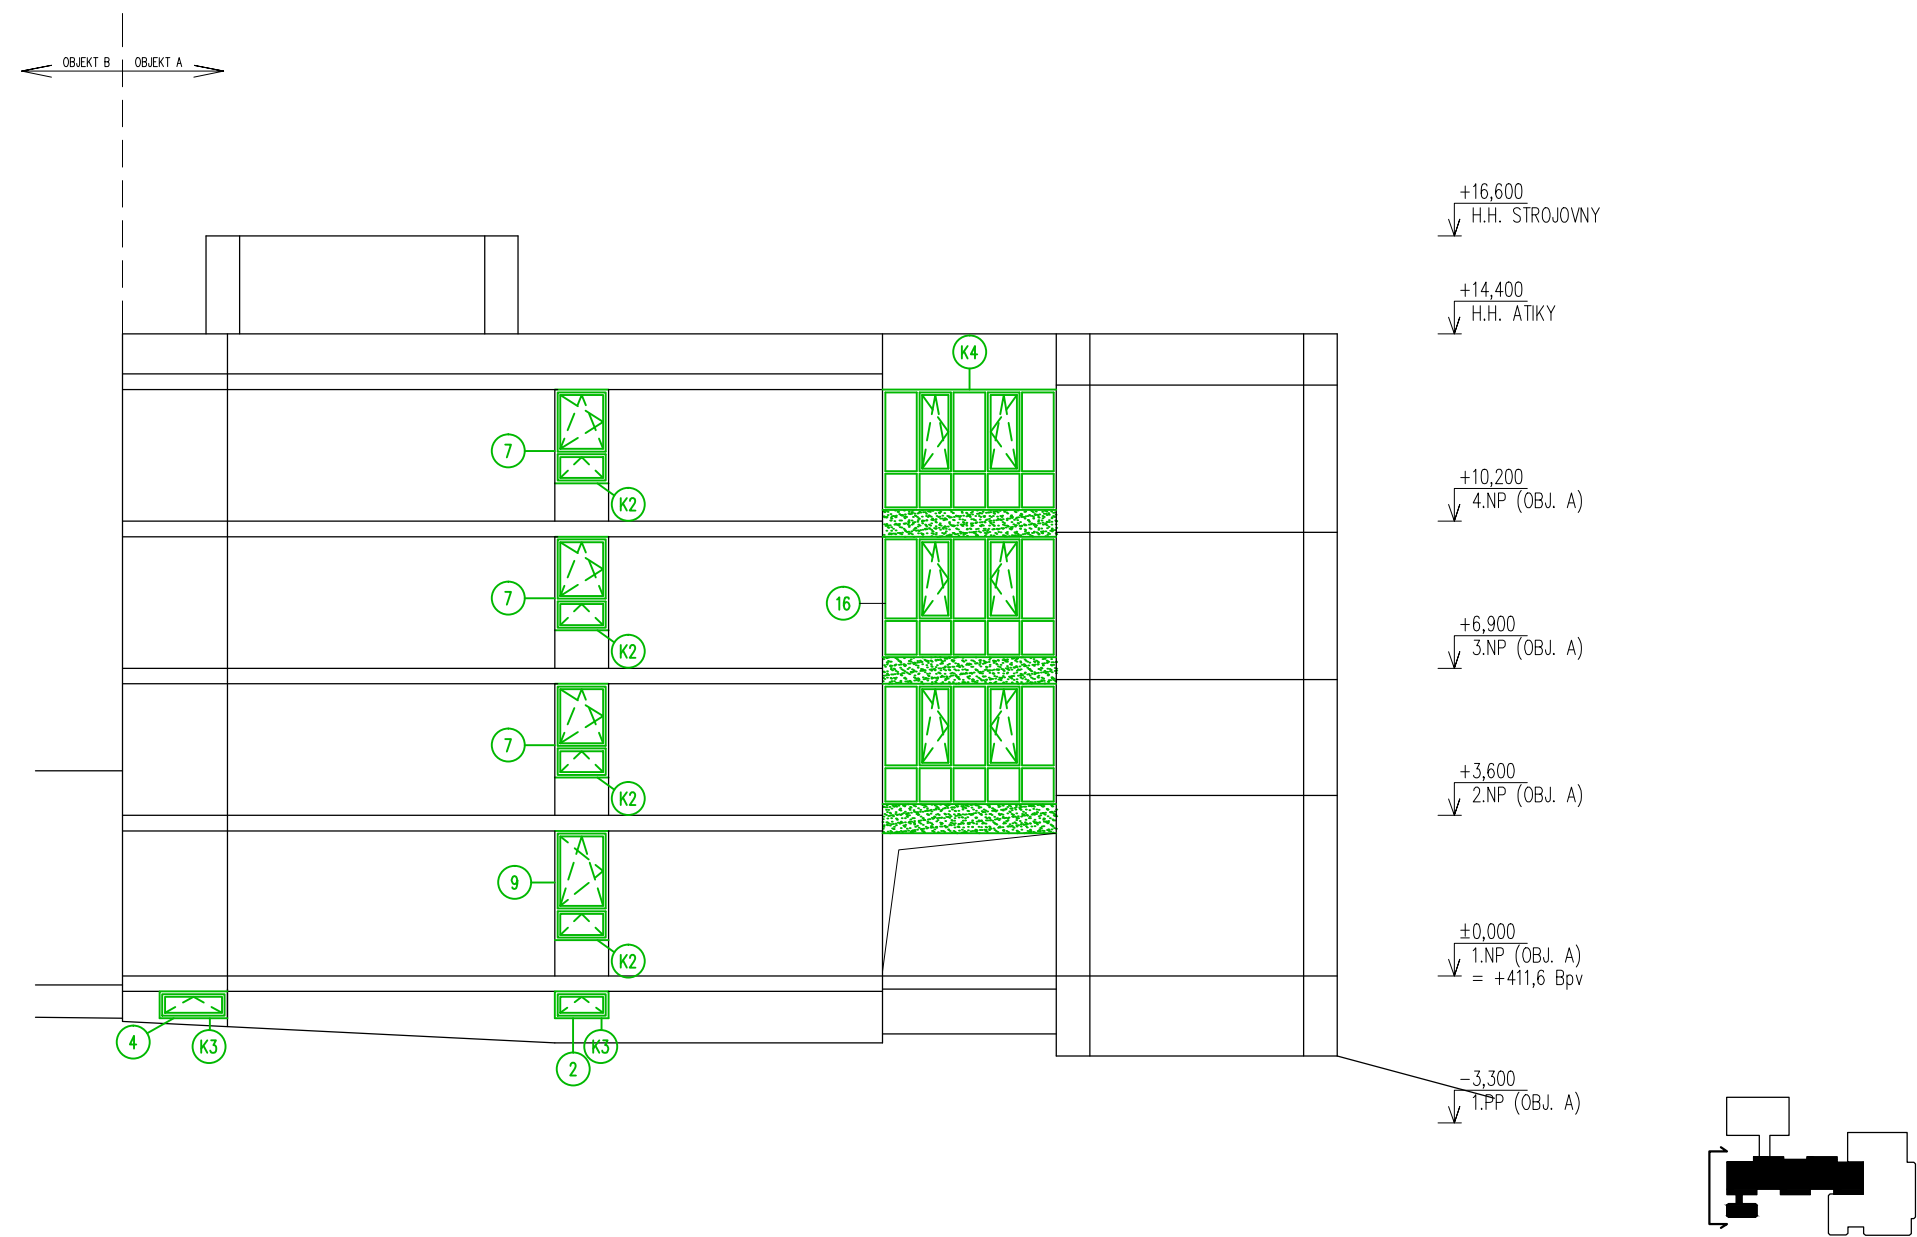 OBJEKT B OBJEKT A
+16,600
H.H. STROJOVNY
+14,400
H.H. ATIKY
K4
7
+10,200
K2
4.NP (OBJ. A)
7
16
+6,900
K2
3.NP (OBJ. A)
7
+3,600
K2
2.NP (OBJ. A)
9
±0,000
K2
1.NP (OBJ. A)
= +411,6 Bpv
4
K3
K3
2
-3,300
1.PP (OBJ. A)